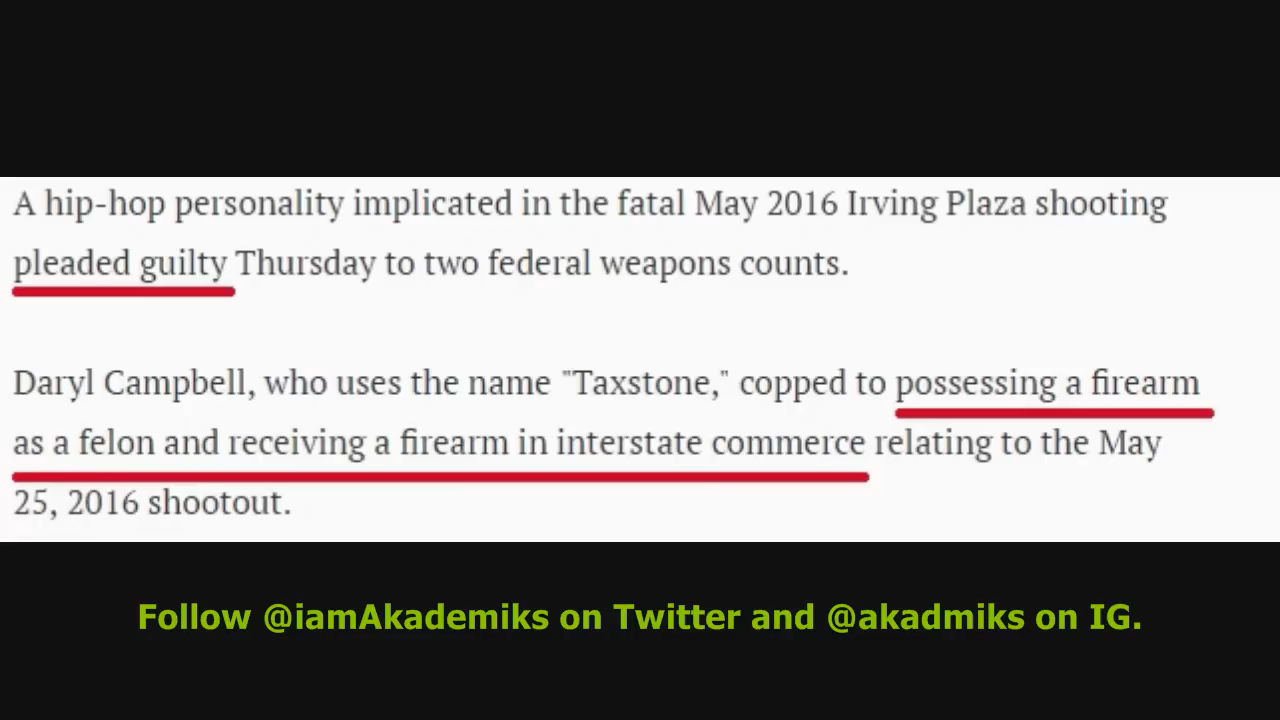 A hip-hop personality implicated in the fatal May 2016 Irving Plaza shooting
pleaded guilty Thursday to two federal weapons counts.
Daryl Campbell, who uses the name "Taxstone," copped to possessing a firearm
as a felon and receiving a firearm in interstate commerce relating to the May
25, 2016 shootout.
Follow @iamAkademiks on Twitter and @akadmiks on IG.